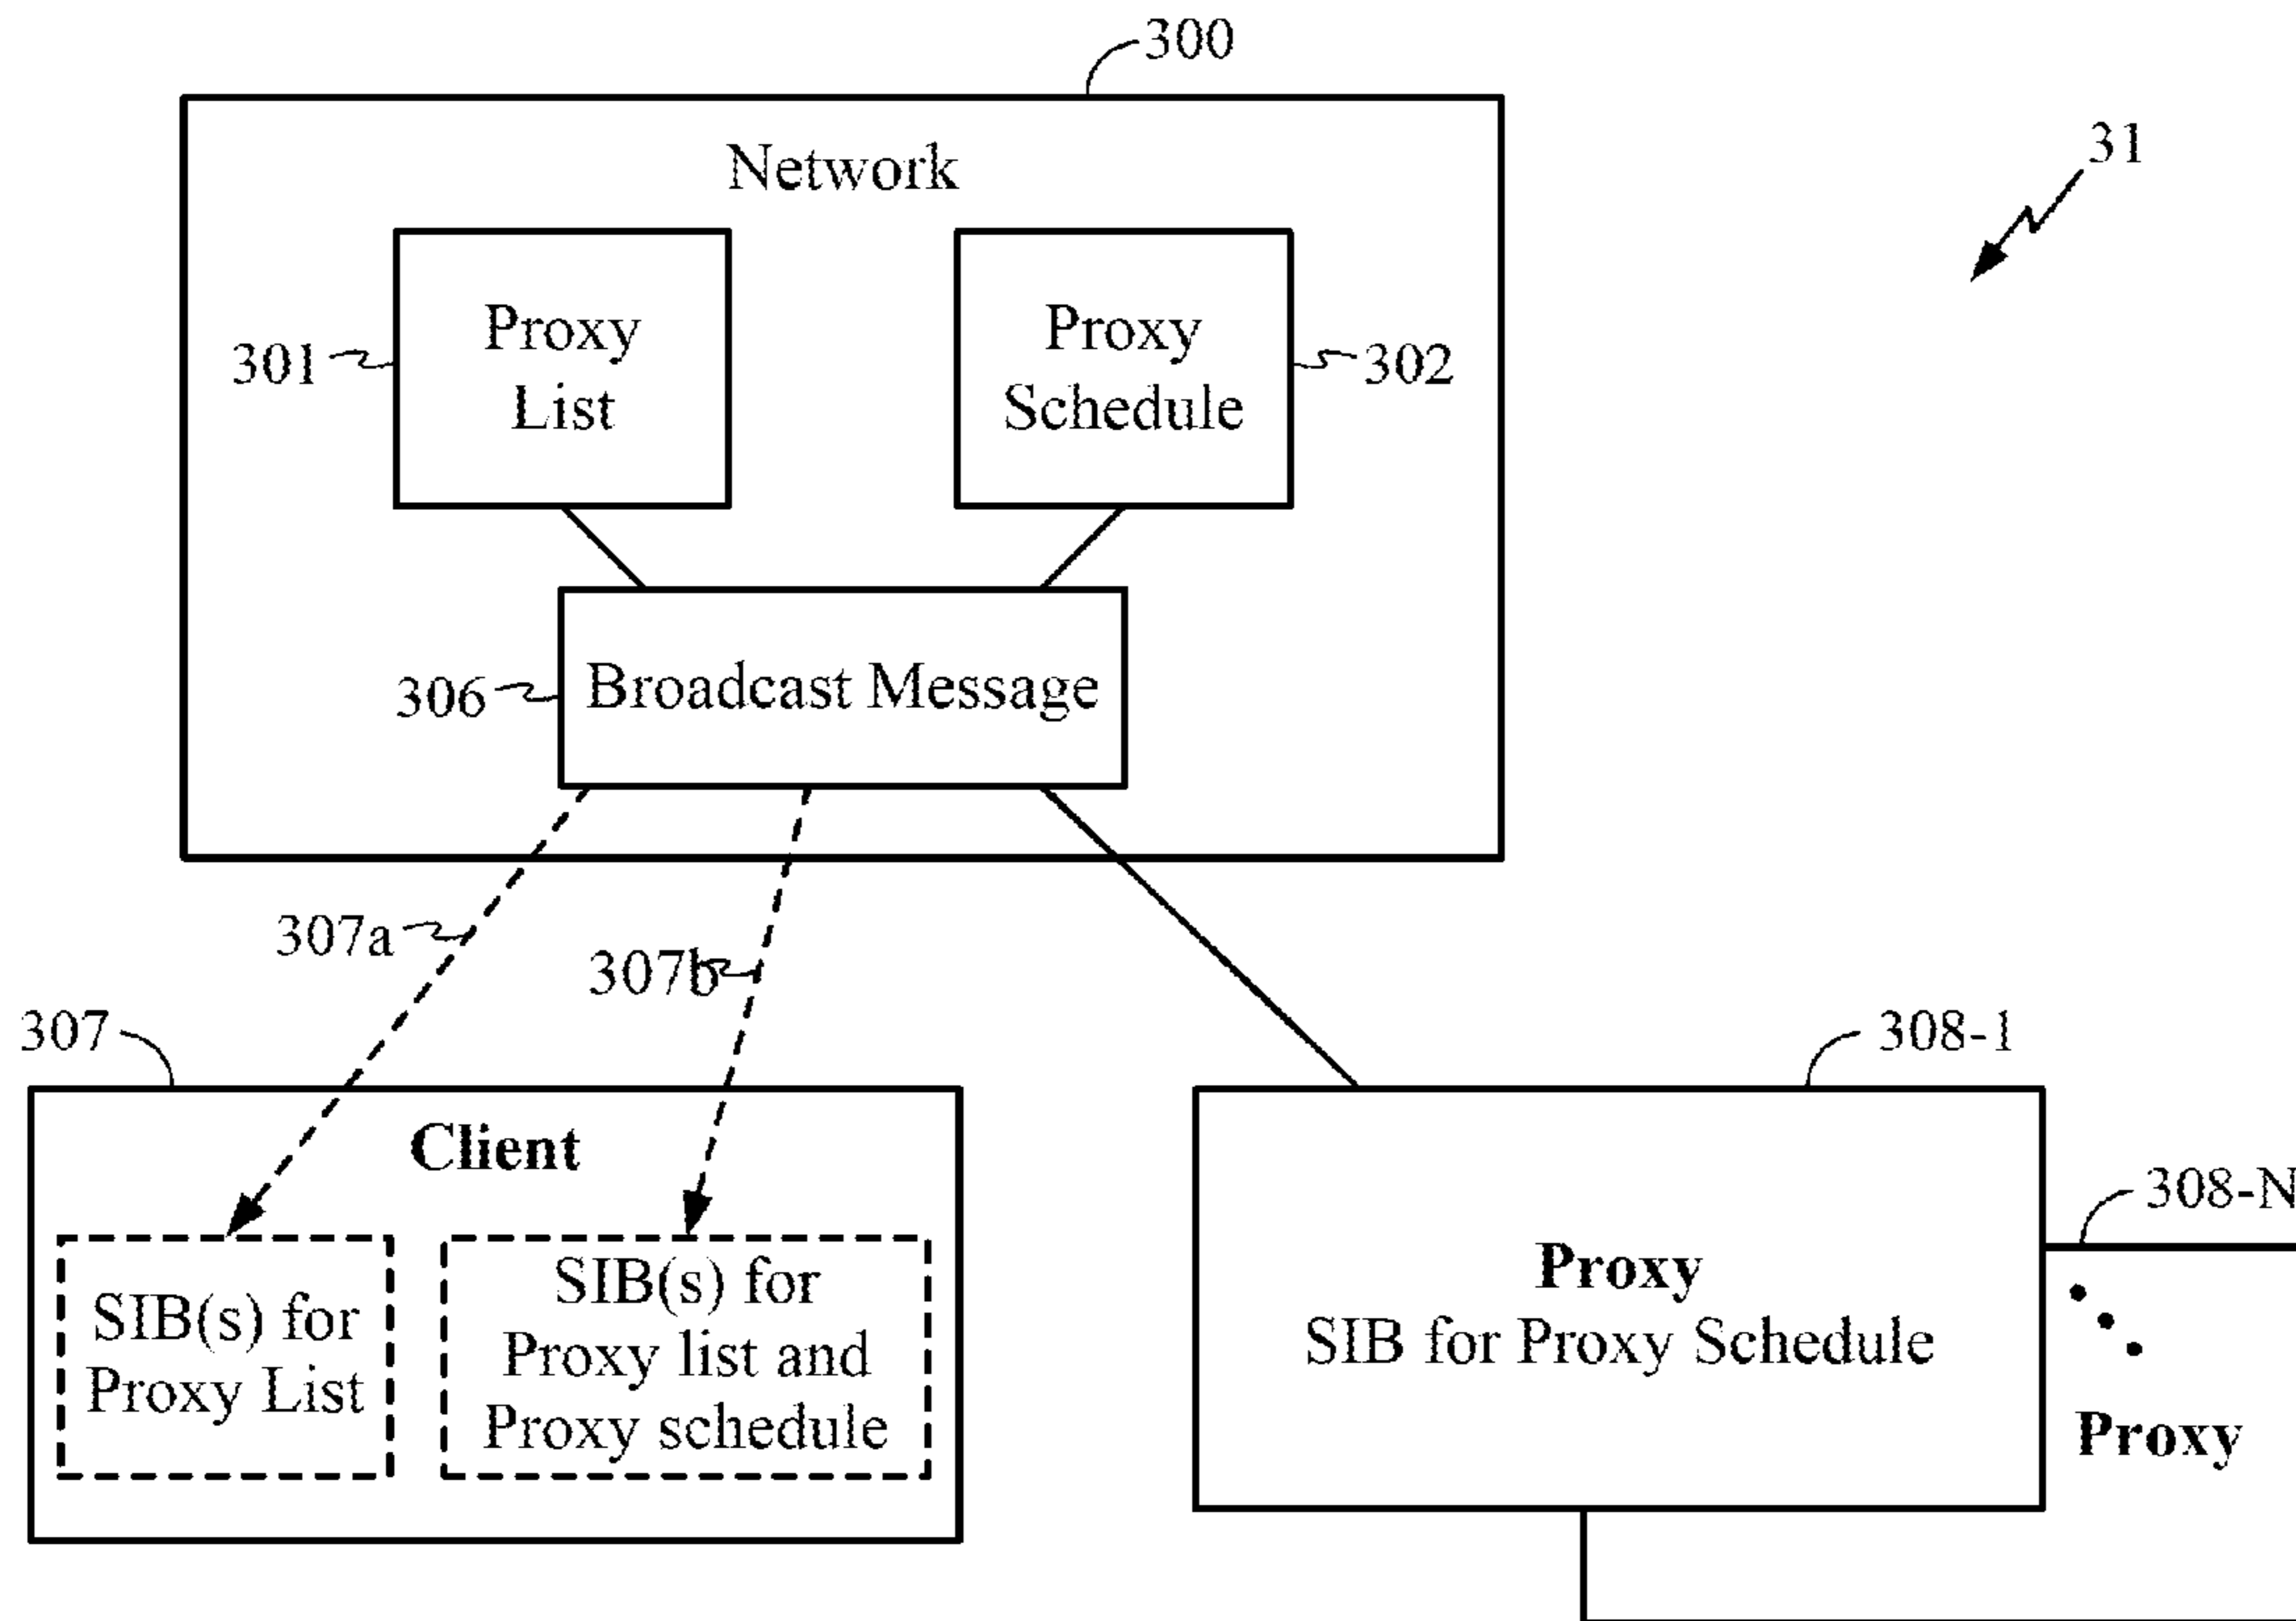 300
Network
31
Proxy
List
301
Proxy
Schedule
302
Broadcast Message
306
307a
307b
307
308-1
Client
308-N
SIB(s) for
Proxy List
SIB(s) for
Proxy list and
Proxy schedule
Proxy
SIB for Proxy Schedule
Proxy